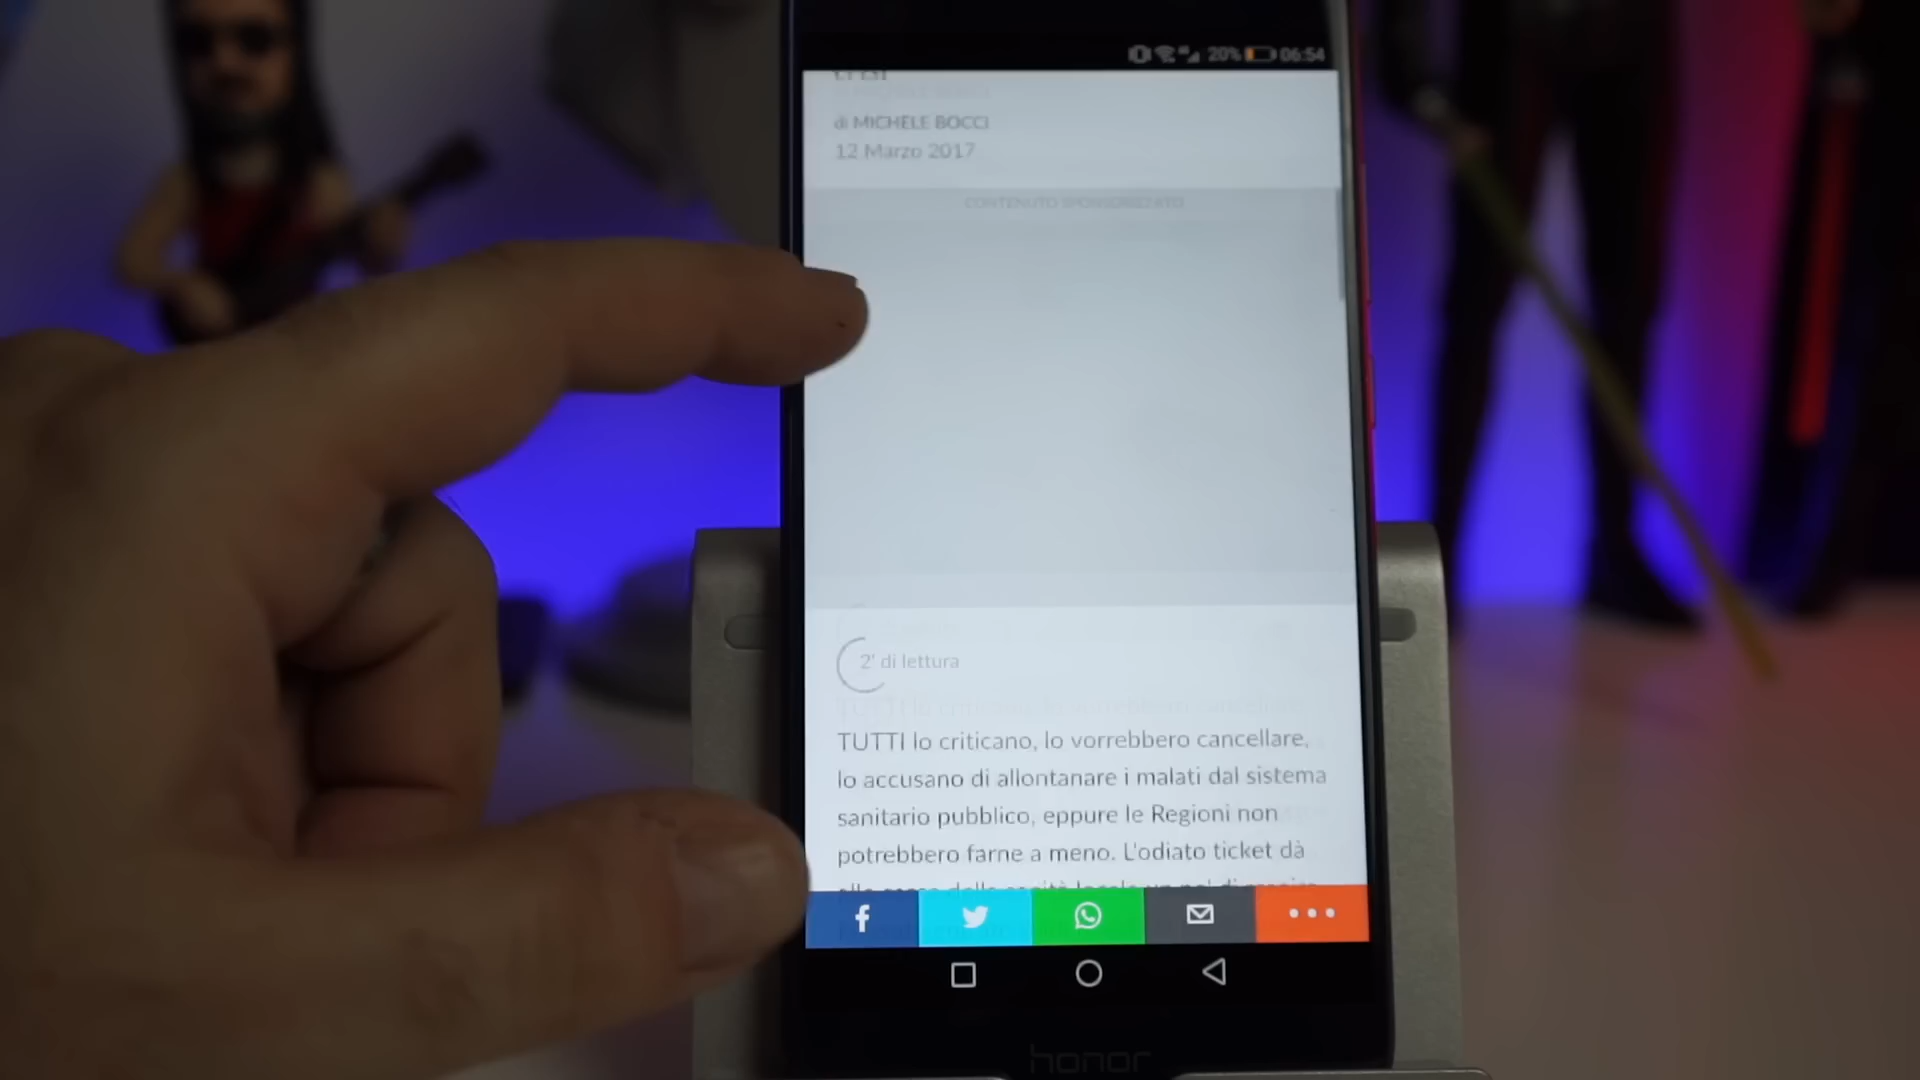 20% 06:54
di MICHELE BOCCI
12 Marzo 2017
CONTENUTO SPONSORIZZATO
2' di lettura
TUTTI lo criticano, lo vorrebbero cancellare,
lo accusano di allontanare i malati dal sistema
sanitario pubblico, eppure le Regioni non
potrebbero farne a meno. L'odiato ticket dà
honor